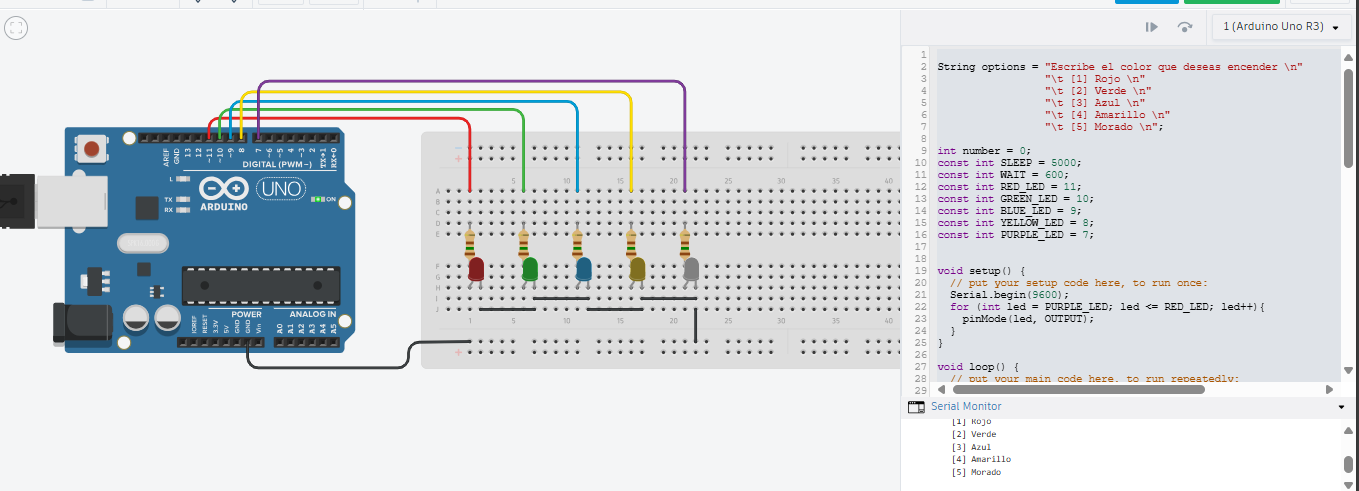 1 (Arduino Uno R3)
1
2 String options = "Escribe el color que deseas encender \n"
3 "\t [1] Rojo \n"
4 "\t [2] Verde \n"
5 "\t [3] Azul \n"
6 "\t [4] Amarillo \n"
7 "\t [5] Morado \n";
8
9 int number = 0;
10 const int SLEEP = 5000;
11 const int WAIT = 600;
12 const int RED_LED = 11;
13 const int GREEN_LED = 10;
14 const int BLUE_LED = 9;
15 const int YELLOW_LED = 8;
16 const int PURPLE_LED = 7;
17
18
19 void setup() {
20 // put your setup code here, to run once:
21 Serial.begin(9600);
22 for (int led = PURPLE_LED; led <= RED_LED; led++){
23 pinMode(led, OUTPUT);
24 }
25 }
26
27 void loop() {
28 // put your main code here, to run repeatedly:
29
Serial Monitor
[1] Rojo
[2] Verde
[3] Azul
[4] Amarillo
[5] Morado
AREF
GND
13
12
~11
~10
~9
8
7
~6
~5
4
~3
2
TX→1
RX←0
DIGITAL (PWM~)
L
TX
RX
UNO
ON
ARDUINO
IOREF
RESET
3.3V
5V
GND
GND
Vin
POWER
ANALOG IN
A0
A1
A2
A3
A4
A5
5 10 15 20 25 30 35 40
A
B
C
D
E
F
G
H
I
J
1 5 10 15 20 25 30 35 40